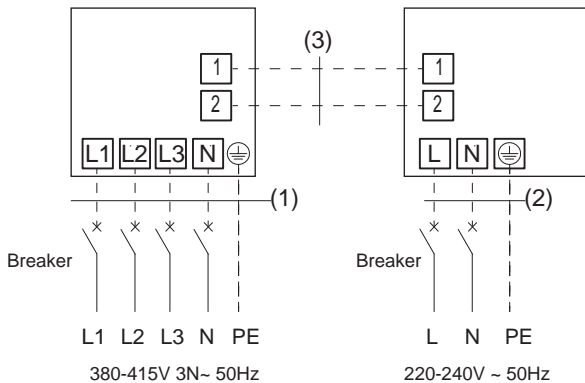 (3)
1 1
2 2
L1 L2 L3 N L N
(1) (2)
Breaker Breaker
L1 L2 L3 N PE L N PE
380-415V 3N~ 50Hz 220-240V ~ 50Hz